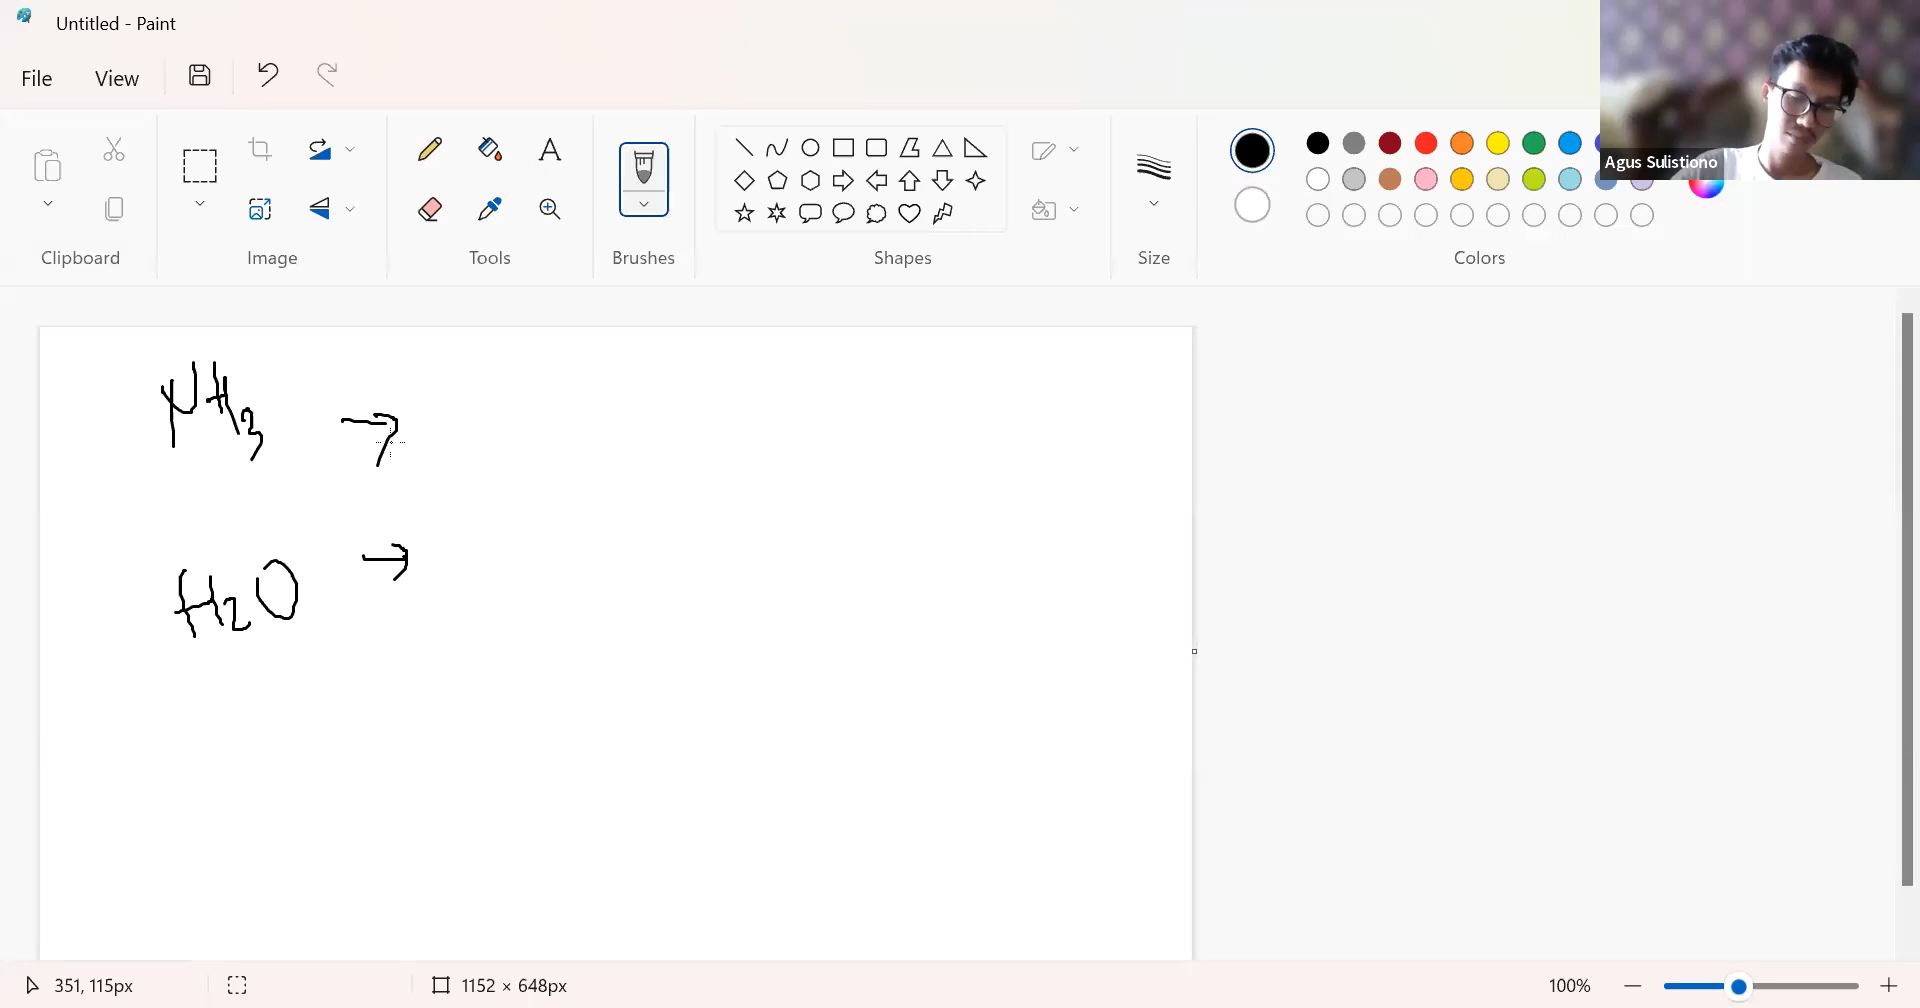 Untitled - Paint
File View
Clipboard Image Tools Brushes Shapes Size Colors
Agus Sulistiono
NH3 →
H2O →
351, 115px 1152 × 648px 100%